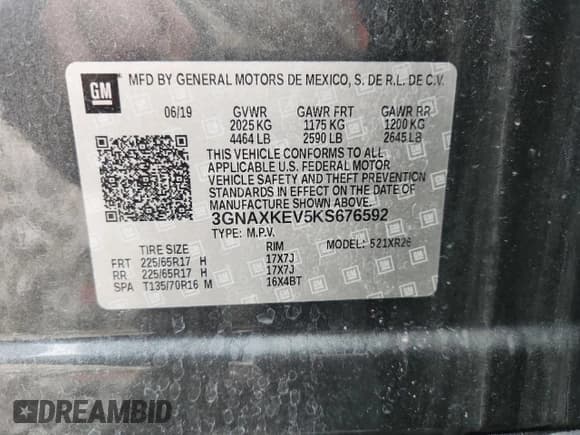 GM
MFD BY GENERAL MOTORS DE MEXICO, S. DE R.L. DE C.V.
06/19 GVWR GAWR FRT GAWR RR
2025 KG 1175 KG 1200 KG
4464 LB 2590 LB 2645 LB
THIS VEHICLE CONFORMS TO ALL
APPLICABLE U.S. FEDERAL MOTOR
VEHICLE SAFETY AND THEFT PREVENTION
STANDARDS IN EFFECT ON THE DATE OF
MANUFACTURE SHOWN ABOVE.
3GNAXKEV5KS676592
TYPE: M.P.V. MODEL: 521XR26
TIRE SIZE RIM
FRT 225/65R17 H 17X7J
RR 225/65R17 H 17X7J
SPA T135/70R16 M 16X4BT
DREAMBID